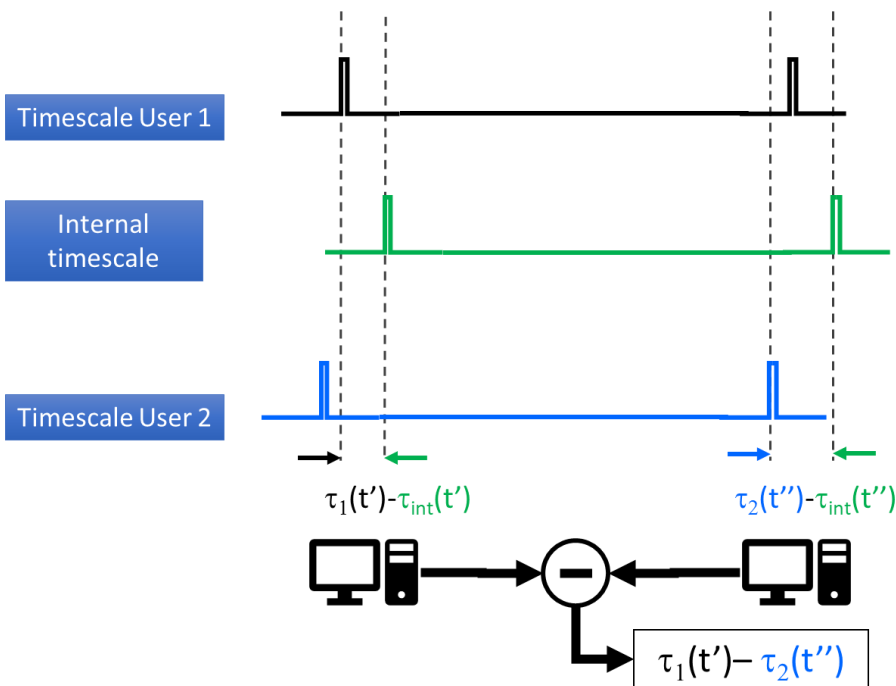 Timescale User 1
Internal
timescale
Timescale User 2
τ₁(t')-τᵢₙₜ(t')
τ₂(t'')-τᵢₙₜ(t'')
τ₁(t')– τ₂(t'')